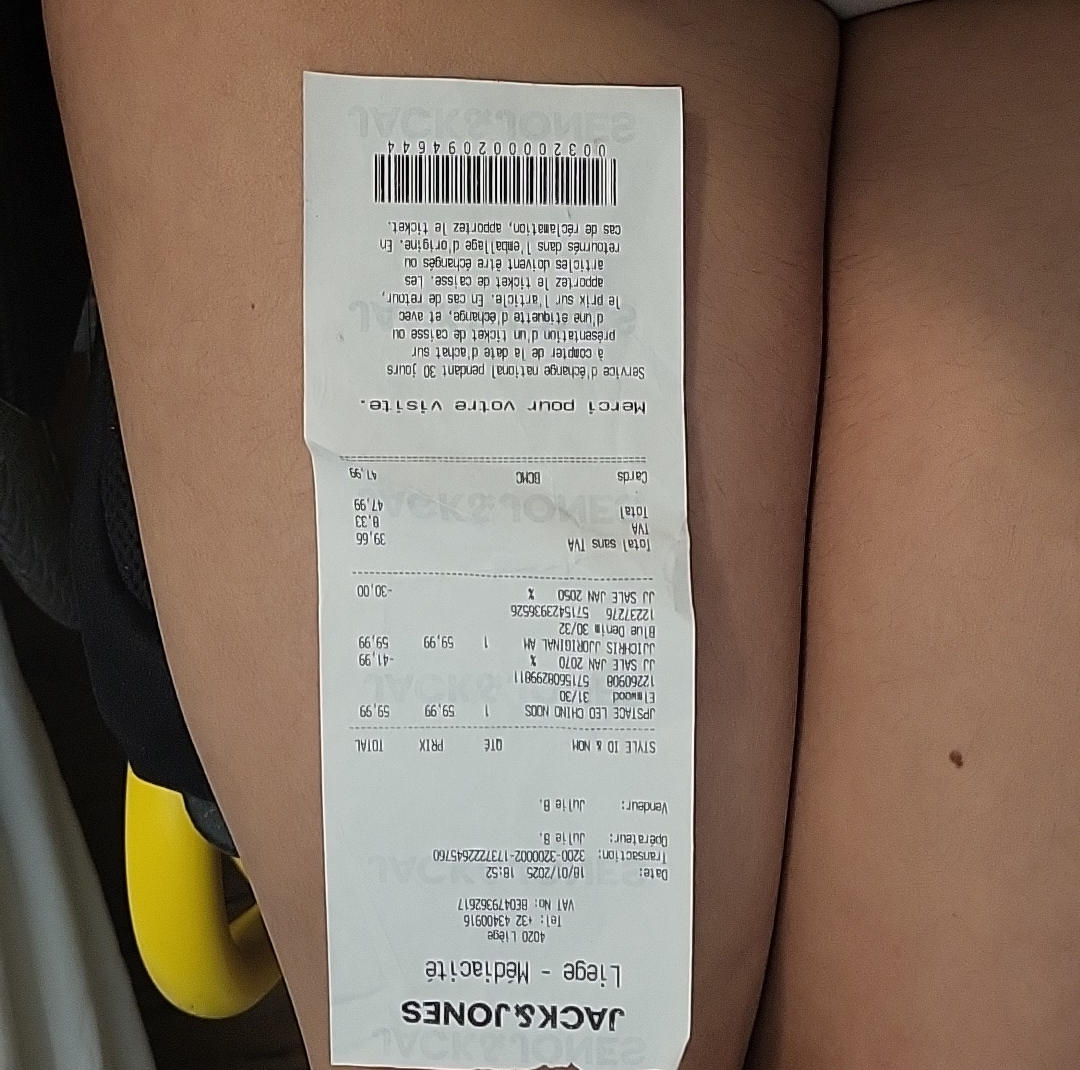 JACK&JONES
Liège - Médiacité
4020 Liège
Tel: +32 43400916
VAT No: BE0479362617
Date: 18/01/2025 18:52
Transaction: 3200-3200002-1737222645760
Opérateur: Julie B.
Vendeur: Julie B.
STYLE ID & NOM QTÉ PRIX TOTAL
JPSTACE LEO CHINO NOOS 1 59,99 59,99
Elmwood 31/30
12260908 5715608299811
JJ SALE JAN 2070 % -41,99
JJICHRIS JJORIGINAL AM 1 59,99 59,99
Blue Denim 30/32
12237276 5715423936526
JJ SALE JAN 2050 % -30,00
Total sans TVA 39,66
TVA 8,33
Total 47,99
Cards BCMC 47,99
Merci pour votre visite.
Service d'échange national pendant 30 jours
à compter de la date d'achat sur
présentation d'un ticket de caisse ou
d'une étiquette d'échange, et avec
le prix sur l'article. En cas de retour,
apportez le ticket de caisse. Les
articles doivent être échangés ou
retournés dans l'emballage d'origine. En
cas de réclamation, apportez le ticket.
003200002094644